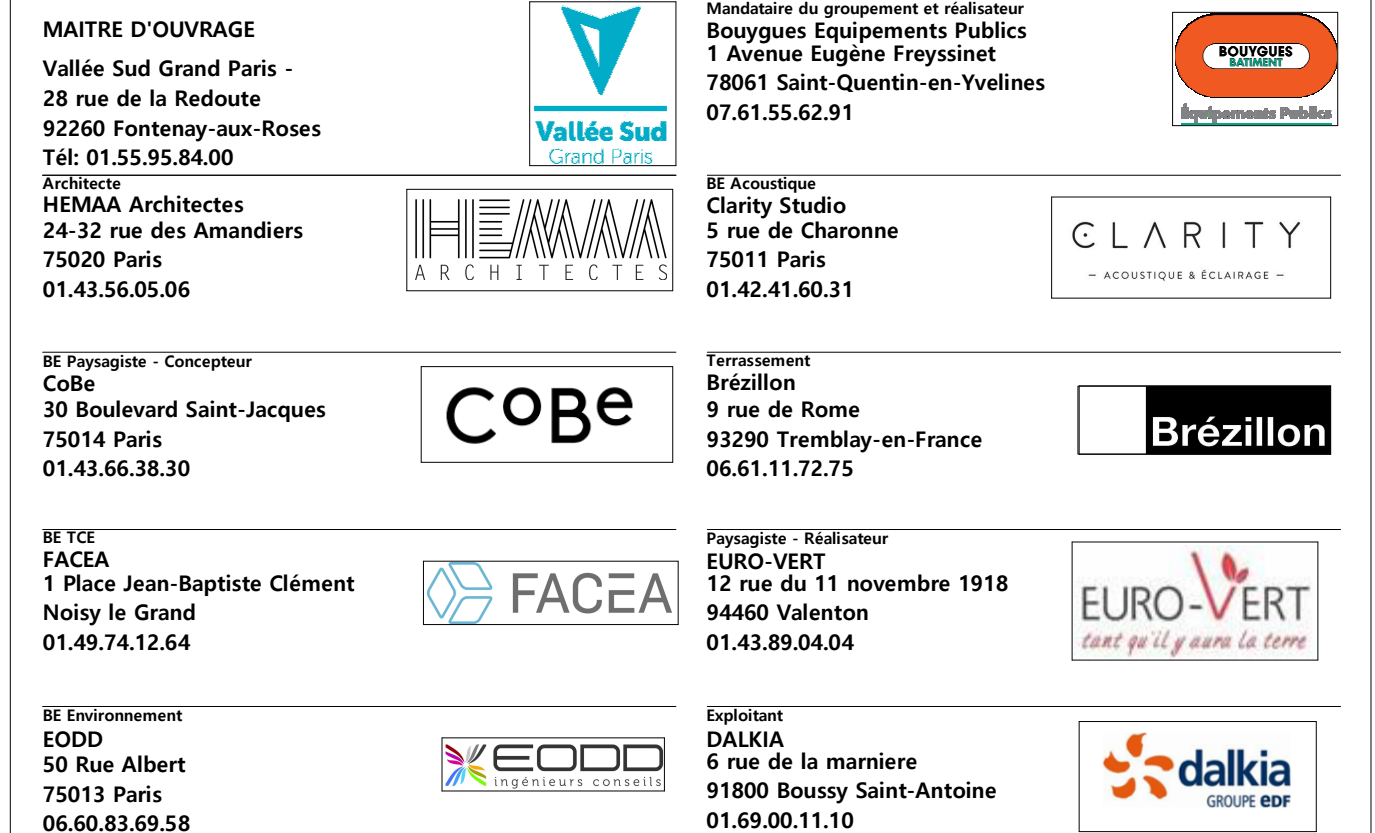 MAITRE D'OUVRAGE
Vallée Sud Grand Paris -
28 rue de la Redoute
92260 Fontenay-aux-Roses
Tél: 01.55.95.84.00
Vallée Sud
Grand Paris
Mandataire du groupement et réalisateur
Bouygues Equipements Publics
1 Avenue Eugène Freyssinet
78061 Saint-Quentin-en-Yvelines
07.61.55.62.91
BOUYGUES
BATIMENT
Équipements Publics
Architecte
HEMAA Architectes
24-32 rue des Amandiers
75020 Paris
01.43.56.05.06
HEMAA
ARCHITECTES
BE Acoustique
Clarity Studio
5 rue de Charonne
75011 Paris
01.42.41.60.31
CLARITY
– ACOUSTIQUE & ÉCLAIRAGE –
BE Paysagiste - Concepteur
CoBe
30 Boulevard Saint-Jacques
75014 Paris
01.43.66.38.30
CoBe
Terrassement
Brézillon
9 rue de Rome
93290 Tremblay-en-France
06.61.11.72.75
Brézillon
BE TCE
FACEA
1 Place Jean-Baptiste Clément
Noisy le Grand
01.49.74.12.64
FACEA
Paysagiste - Réalisateur
EURO-VERT
12 rue du 11 novembre 1918
94460 Valenton
01.43.89.04.04
EURO-VERT
tant qu'il y aura la terre
BE Environnement
EODD
50 Rue Albert
75013 Paris
06.60.83.69.58
EODD
ingénieurs conseils
Exploitant
DALKIA
6 rue de la marniere
91800 Boussy Saint-Antoine
01.69.00.11.10
dalkia
GROUPE EDF